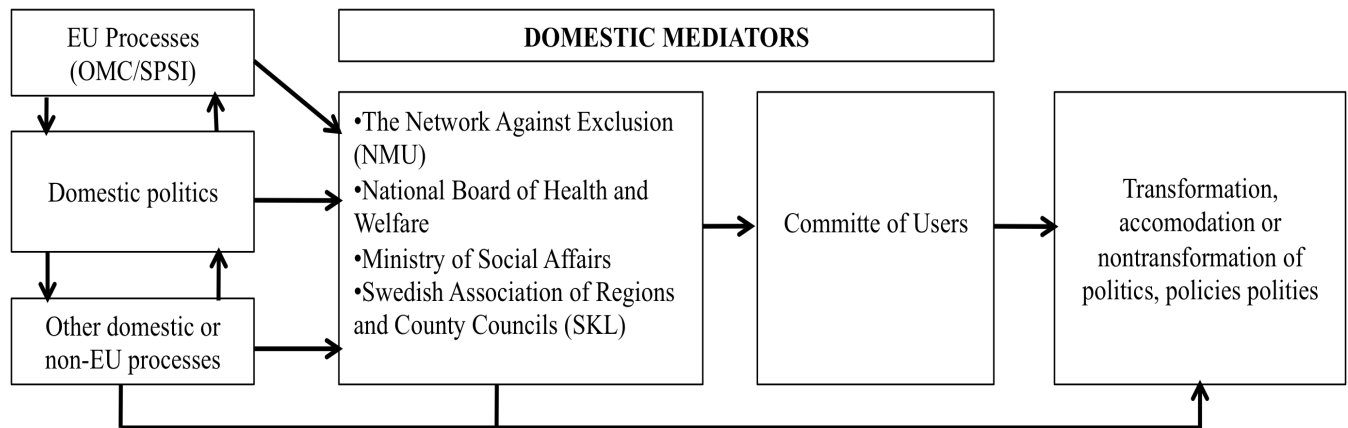 EU Processes
(OMC/SPSI)
DOMESTIC MEDIATORS
Domestic politics
Other domestic or
non-EU processes
•The Network Against Exclusion
(NMU)
•National Board of Health and
Welfare
•Ministry of Social Affairs
•Swedish Association of Regions
and County Councils (SKL)
Committe of Users
Transformation,
accomodation or
nontransformation of
politics, policies polities